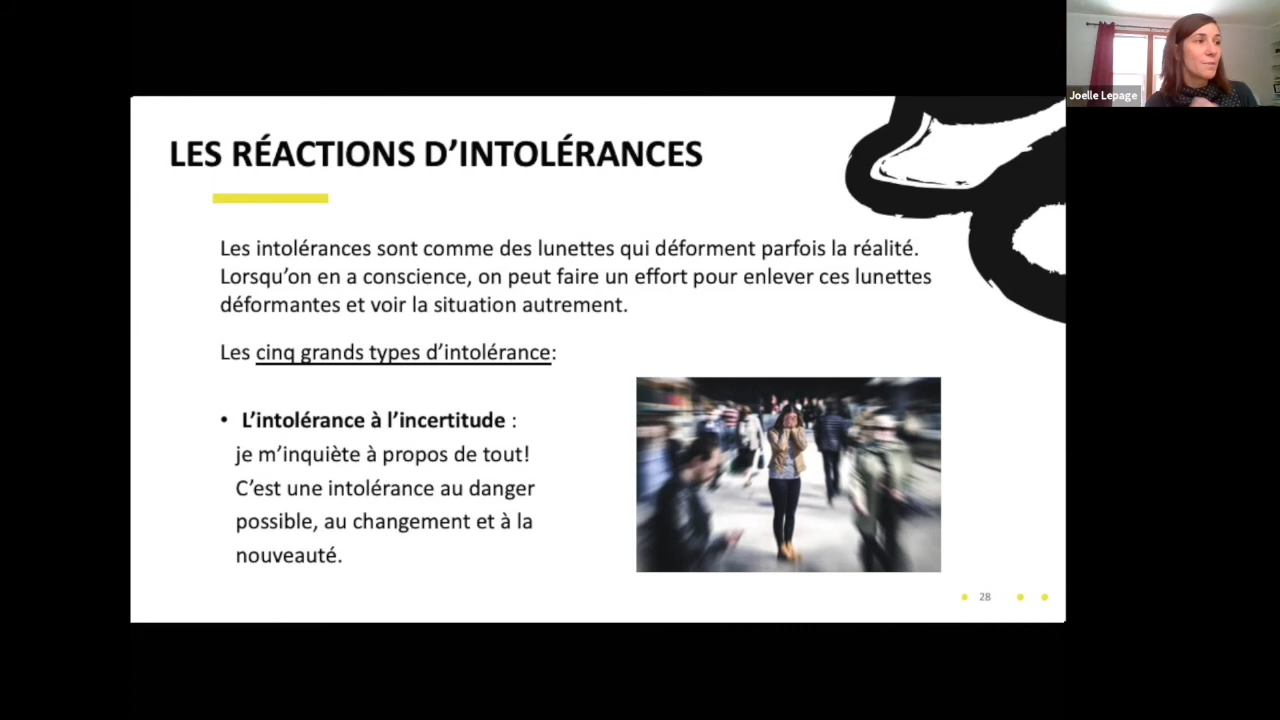 Joelle Lepage
LES RÉACTIONS D’INTOLÉRANCES
Les intolérances sont comme des lunettes qui déforment parfois la réalité.
Lorsqu’on en a conscience, on peut faire un effort pour enlever ces lunettes
déformantes et voir la situation autrement.
Les cinq grands types d’intolérance:
• L’intolérance à l’incertitude :
je m’inquiète à propos de tout!
C’est une intolérance au danger
possible, au changement et à la
nouveauté.
28